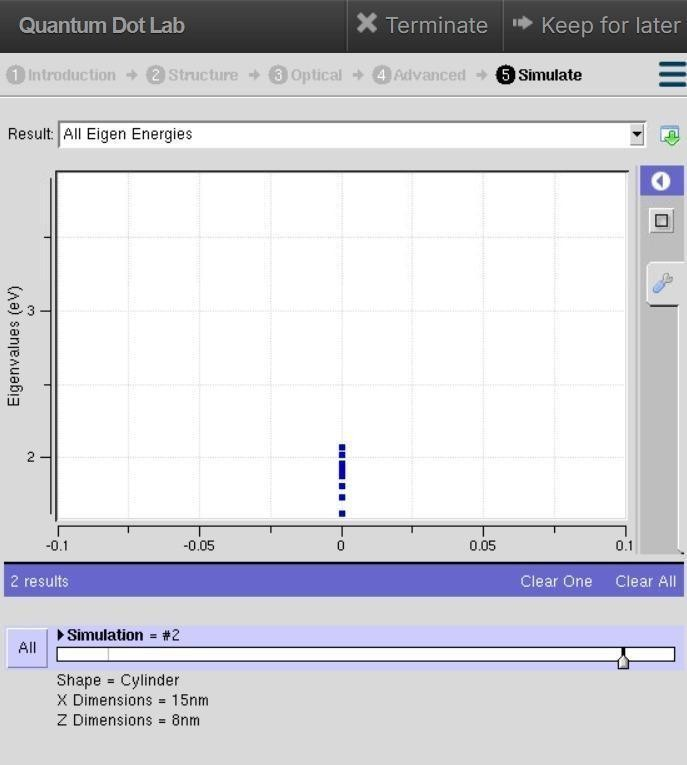 Quantum Dot Lab
Terminate
Keep for later
1 Introduction
2 Structure
3 Optical
4 Advanced
5 Simulate
Result: All Eigen Energies
Eigenvalues (eV)
3
2
-0.1 -0.05 0 0.05 0.1
2 results Clear One Clear All
All
Simulation = #2
Shape = Cylinder
X Dimensions = 15nm
Z Dimensions = 8nm